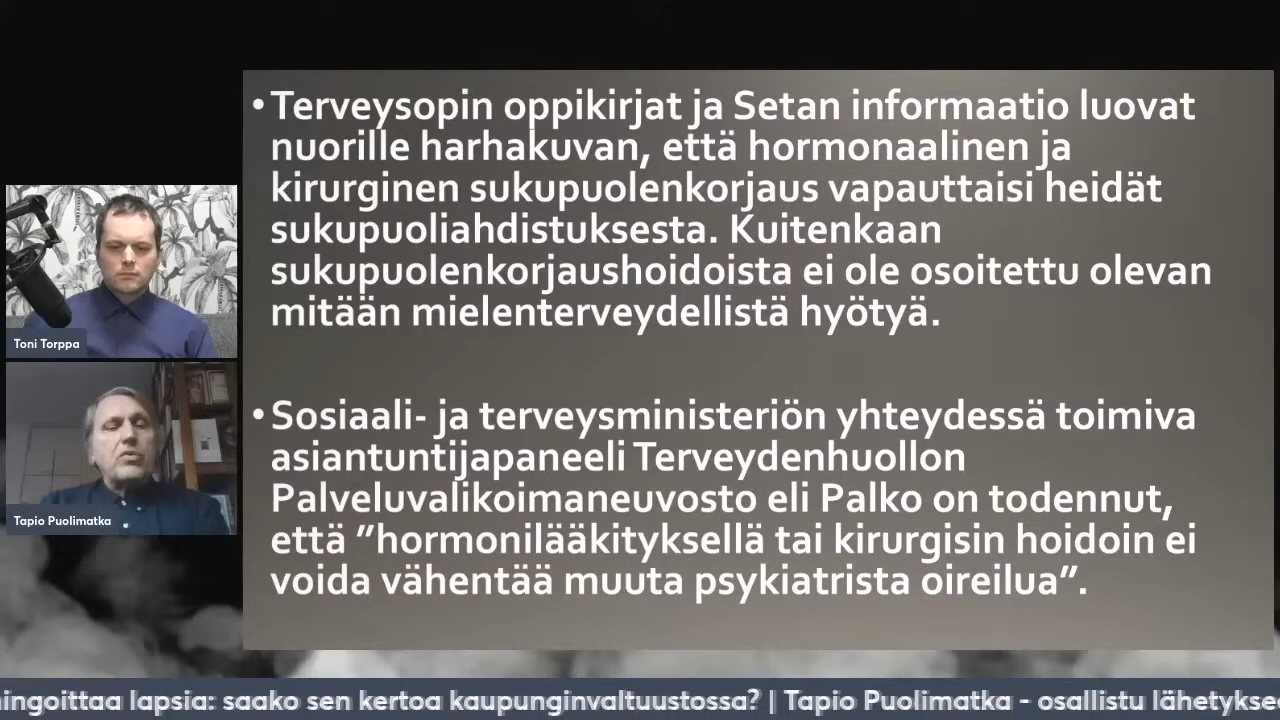 • Terveysopin oppikirjat ja Setan informaatio luovat
nuorille harhakuvan, että hormonaalinen ja
kirurginen sukupuolenkorjaus vapauttaisi heidät
sukupuoliahdistuksesta. Kuitenkaan
sukupuolenkorjaushoidoista ei ole osoitettu olevan
mitään mielenterveydellistä hyötyä.
• Sosiaali- ja terveysministeriön yhteydessä toimiva
asiantuntijapaneeli Terveydenhuollon
Palveluvalikoimaneuvosto eli Palko on todennut,
että ”hormonilääkityksellä tai kirurgisin hoidoin ei
voida vähentää muuta psykiatrista oireilua”.
Toni Torppa
Tapio Puolimatka
ingoittaa lapsia: saako sen kertoa kaupunginvaltuustossa? | Tapio Puolimatka - osallistu lähetykse